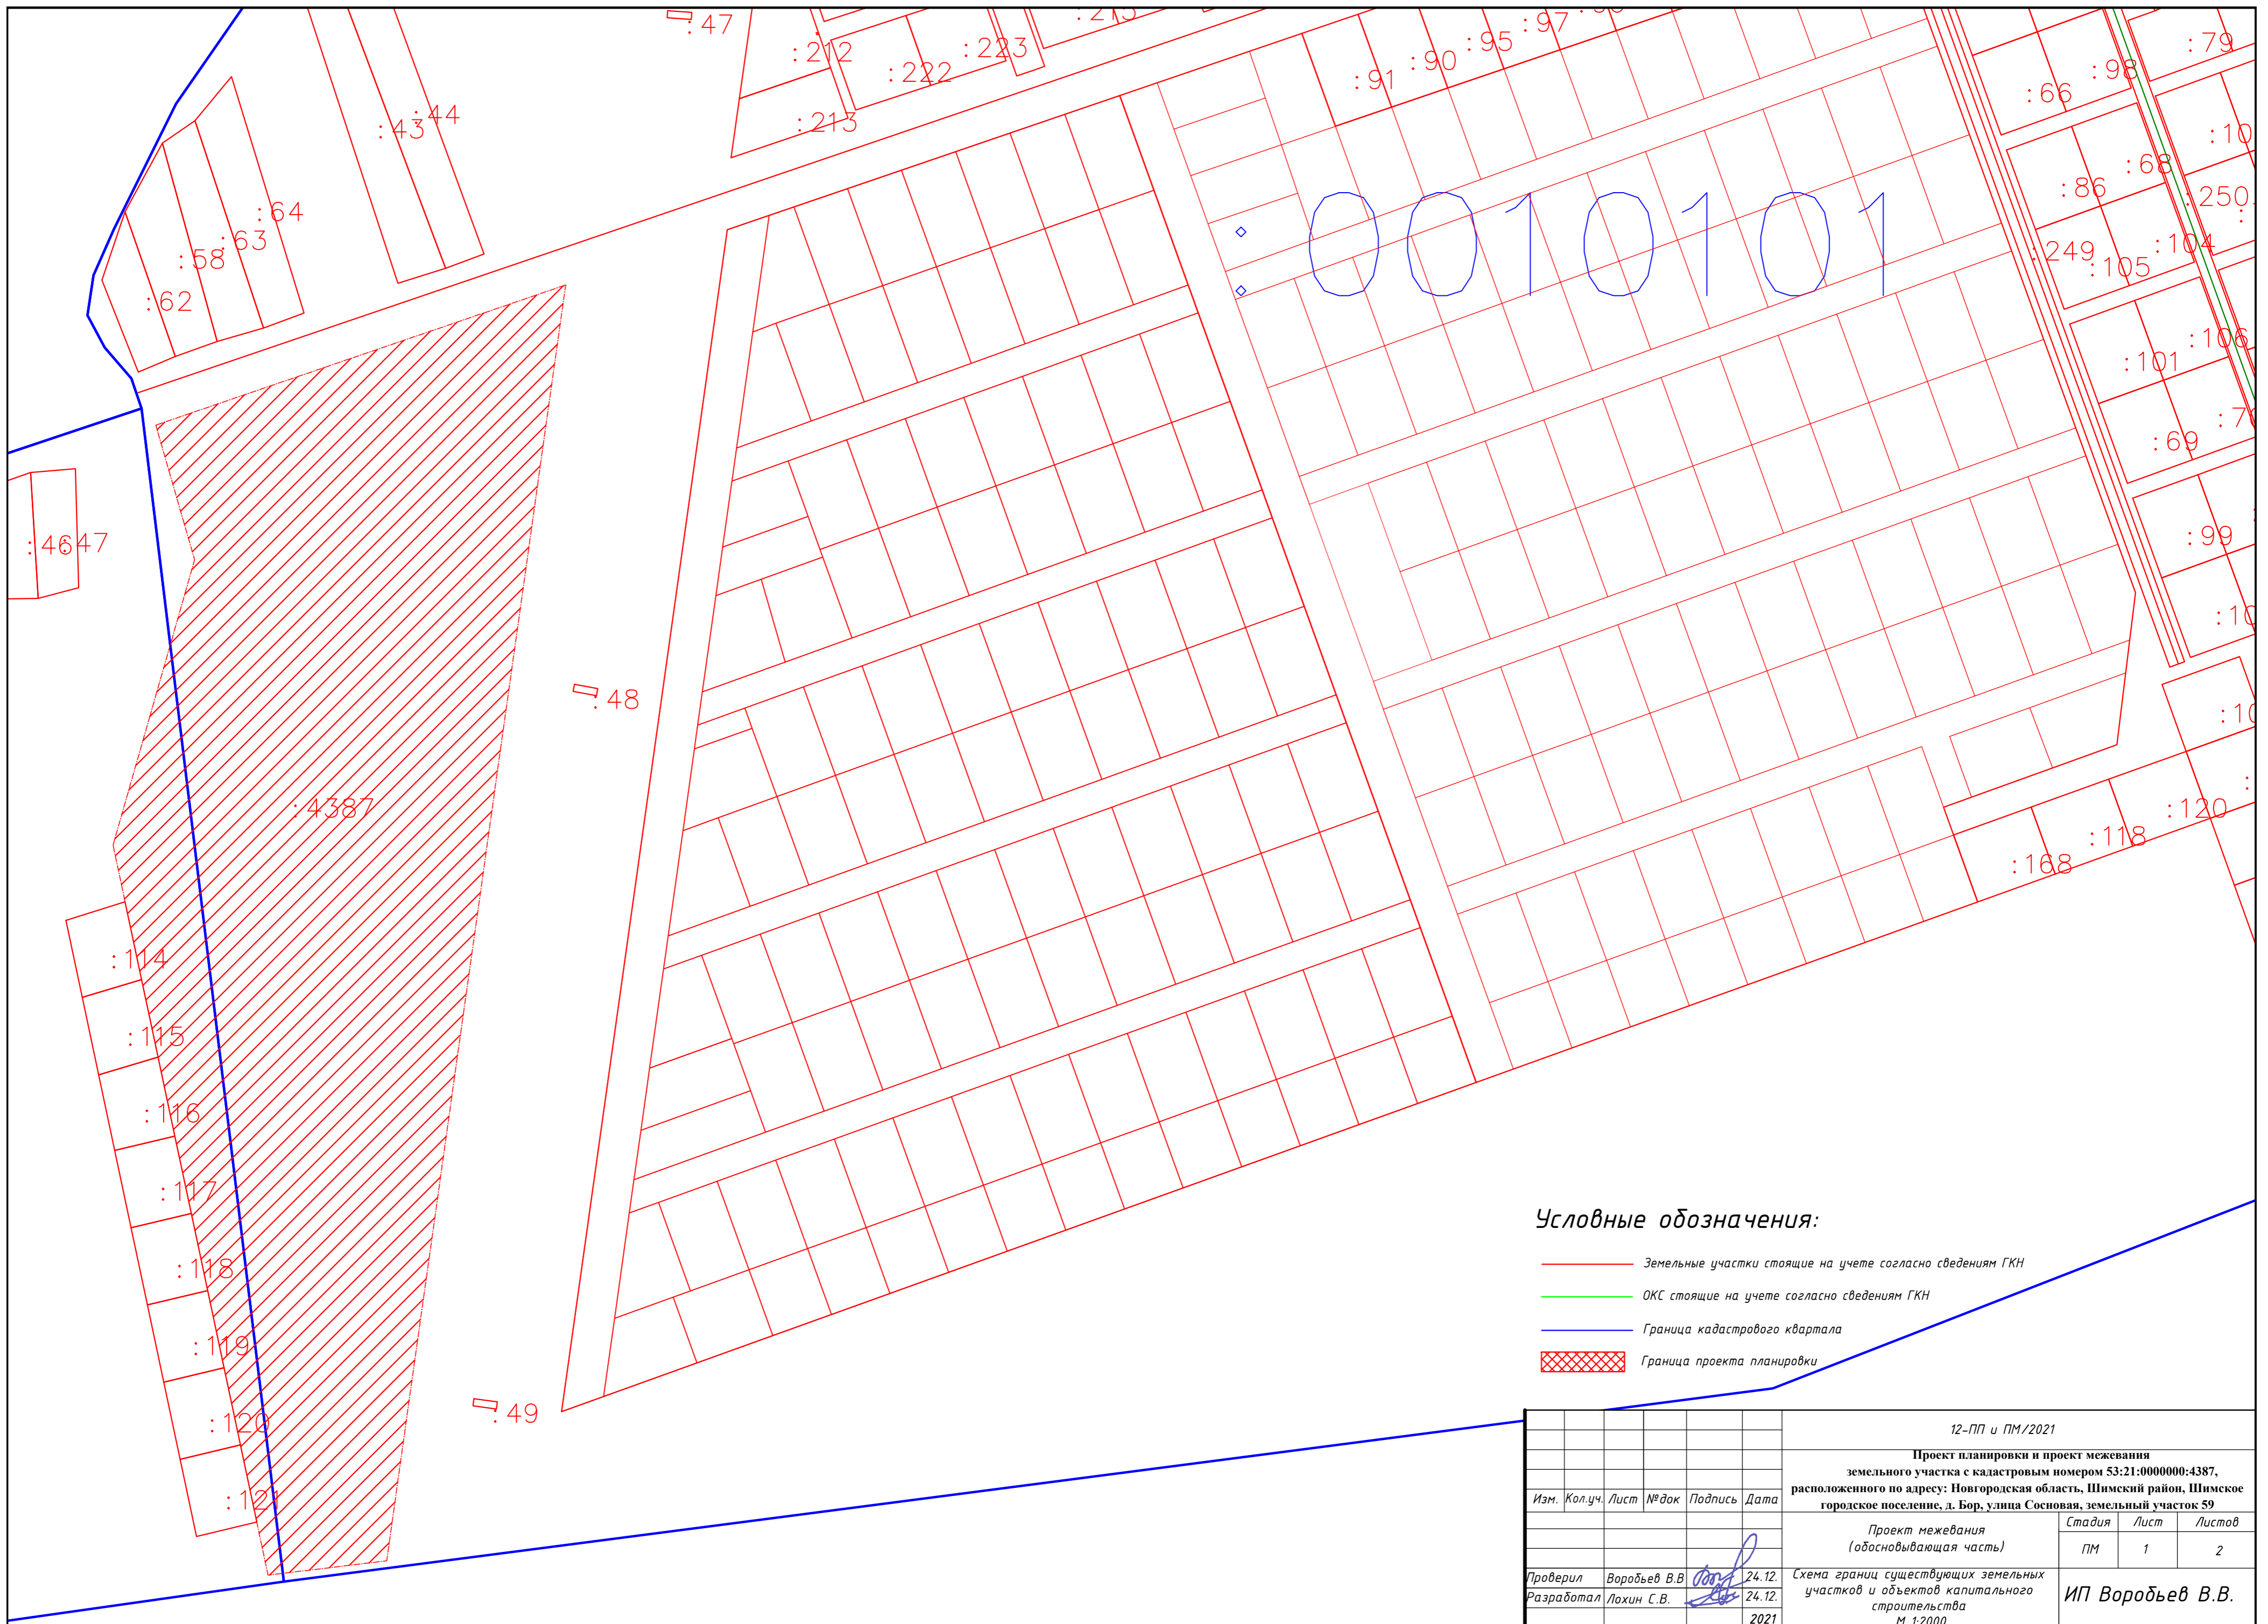 :47
:212
:222
:223
:213
:91
:90
:95
:97
:66
:98
:79
:43
:44
:213
:86
:68
:250
:64
:63
:58
:62
:0010101
:249
:105
:104
:101
:106
:69
:46
:47
:99
:48
:4387
:120
:118
:168
:114
:115
:116
:117
:118
:119
:120
:121
:49
Условные обозначения:
Земельные участки стоящие на учете согласно сведениям ГКН
ОКС стоящие на учете согласно сведениям ГКН
Граница кадастрового квартала
Граница проекта планировки
12-ПП и ПМ/2021
Проект планировки и проект межевания
земельного участка с кадастровым номером 53:21:0000000:4387,
расположенного по адресу: Новгородская область, Шимский район, Шимское
городское поселение, д. Бор, улица Сосновая, земельный участок 59
Изм. Кол.уч. Лист №док Подпись Дата
Проект межевания
(обосновывающая часть)
Стадия Лист Листов
ПМ 1 2
Проверил Воробьев В.В 24.12.
Разработал Лохин С.В. 24.12.
2021
Схема границ существующих земельных
участков и объектов капитального
строительства
М 1:2000
ИП Воробьев В.В.